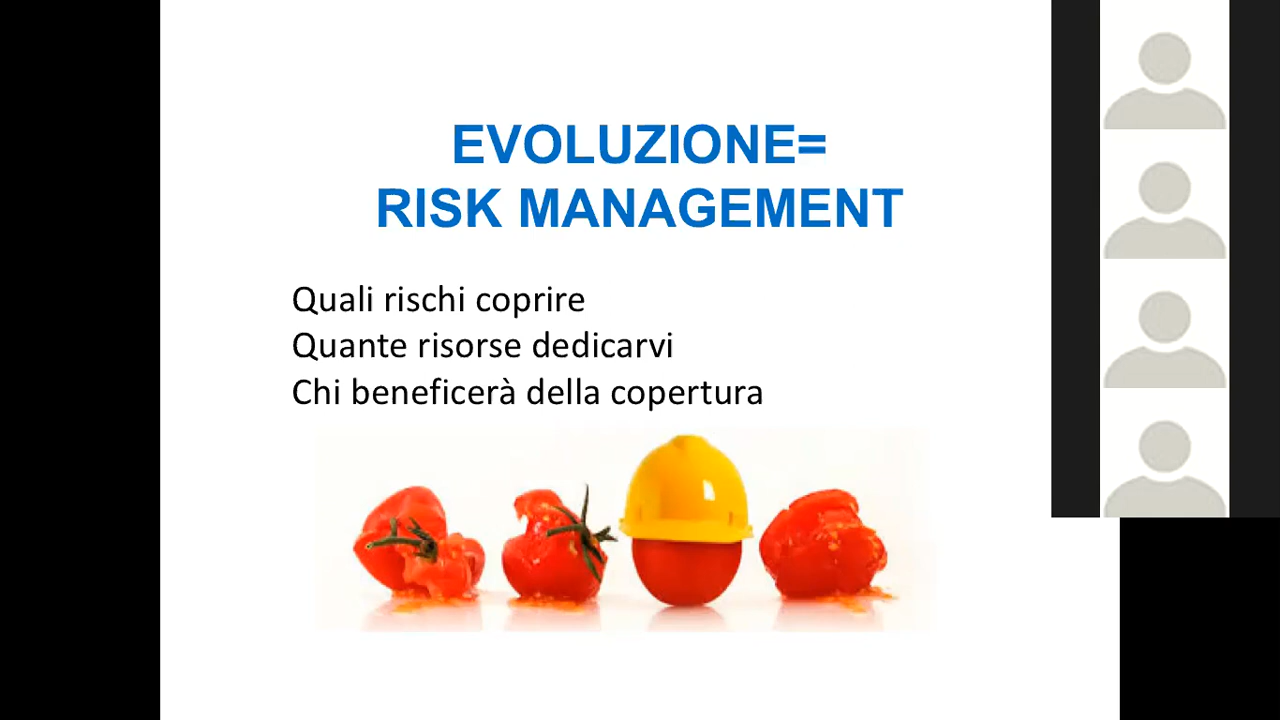 EVOLUZIONE=
RISK MANAGEMENT
Quali rischi coprire
Quante risorse dedicarvi
Chi beneficerà della copertura